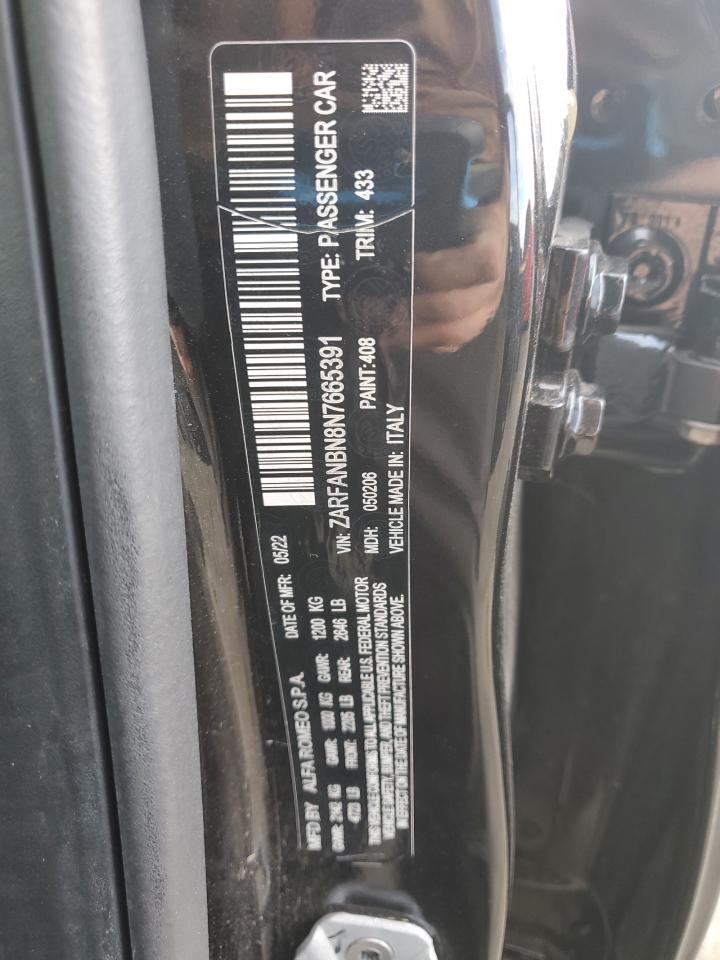 MFD BY ALFA ROMEO S.P.A. DATE OF MFR: 05/22
GVWR: 2142 KG GAWR: 1000 KG GAWR: 1200 KG
4723 LB FRONT: 2205 LB REAR: 2646 LB
THIS VEHICLE CONFORMS TO ALL APPLICABLE U.S. FEDERAL MOTOR
VEHICLE SAFETY, BUMPER, AND THEFT PREVENTION STANDARDS
IN EFFECT ON THE DATE OF MANUFACTURE SHOWN ABOVE.
VIN: ZARFANBN8N7665391 TYPE: PASSENGER CAR
MDH: 050206 PAINT:408 TRIM: 433
VEHICLE MADE IN: ITALY